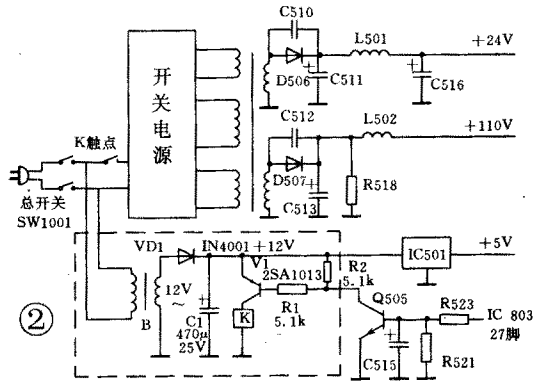 C510
L501
+24V
D506
C511
C516
开关电源
C512
L502
+110V
K触点
D507
C513
R518
总开关
SW1001
VD1
IN4001
+12V
IC501
+5V
V1
2SA1013
R2
5.1k
12V
~
Q505
R523
IC 803
27脚
R1
5.1k
B
C1
470μ
25V
K
C515
R521
②